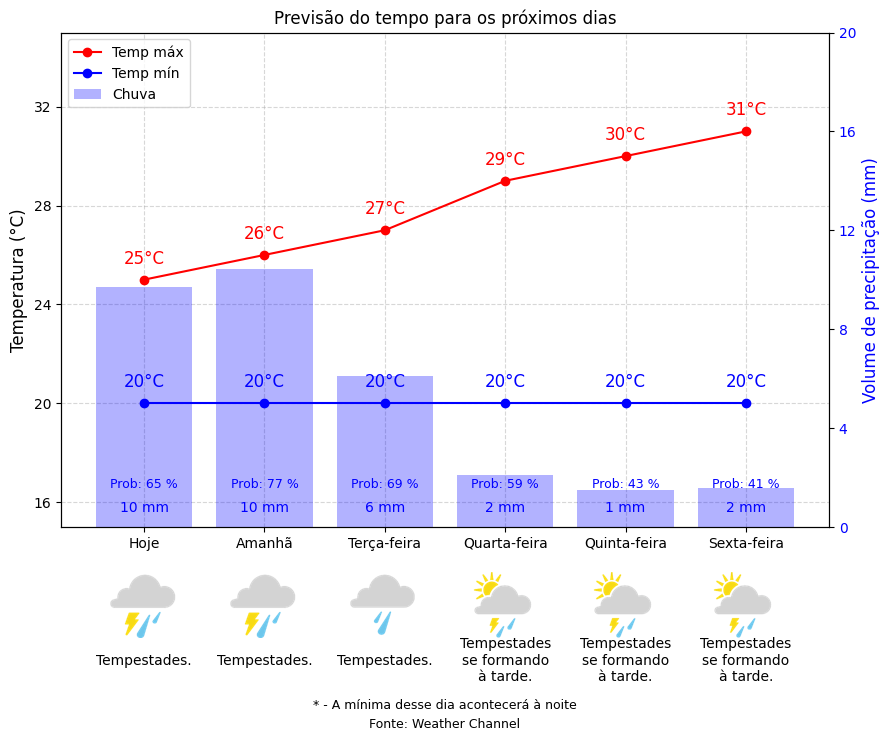 Previsão do tempo para os próximos dias
Temp máx
Temp mín
Chuva
Temperatura (°C)
32
28
24
20
16
Volume de precipitação (mm)
20
16
12
8
4
0
25°C
26°C
27°C
29°C
30°C
31°C
20°C
20°C
20°C
20°C
20°C
20°C
Prob: 65 %
Prob: 77 %
Prob: 69 %
Prob: 59 %
Prob: 43 %
Prob: 41 %
10 mm
10 mm
6 mm
2 mm
1 mm
2 mm
Hoje
Amanhã
Terça-feira
Quarta-feira
Quinta-feira
Sexta-feira
Tempestades.
Tempestades.
Tempestades.
Tempestades
se formando
à tarde.
Tempestades
se formando
à tarde.
Tempestades
se formando
à tarde.
* - A mínima desse dia acontecerá à noite
Fonte: Weather Channel